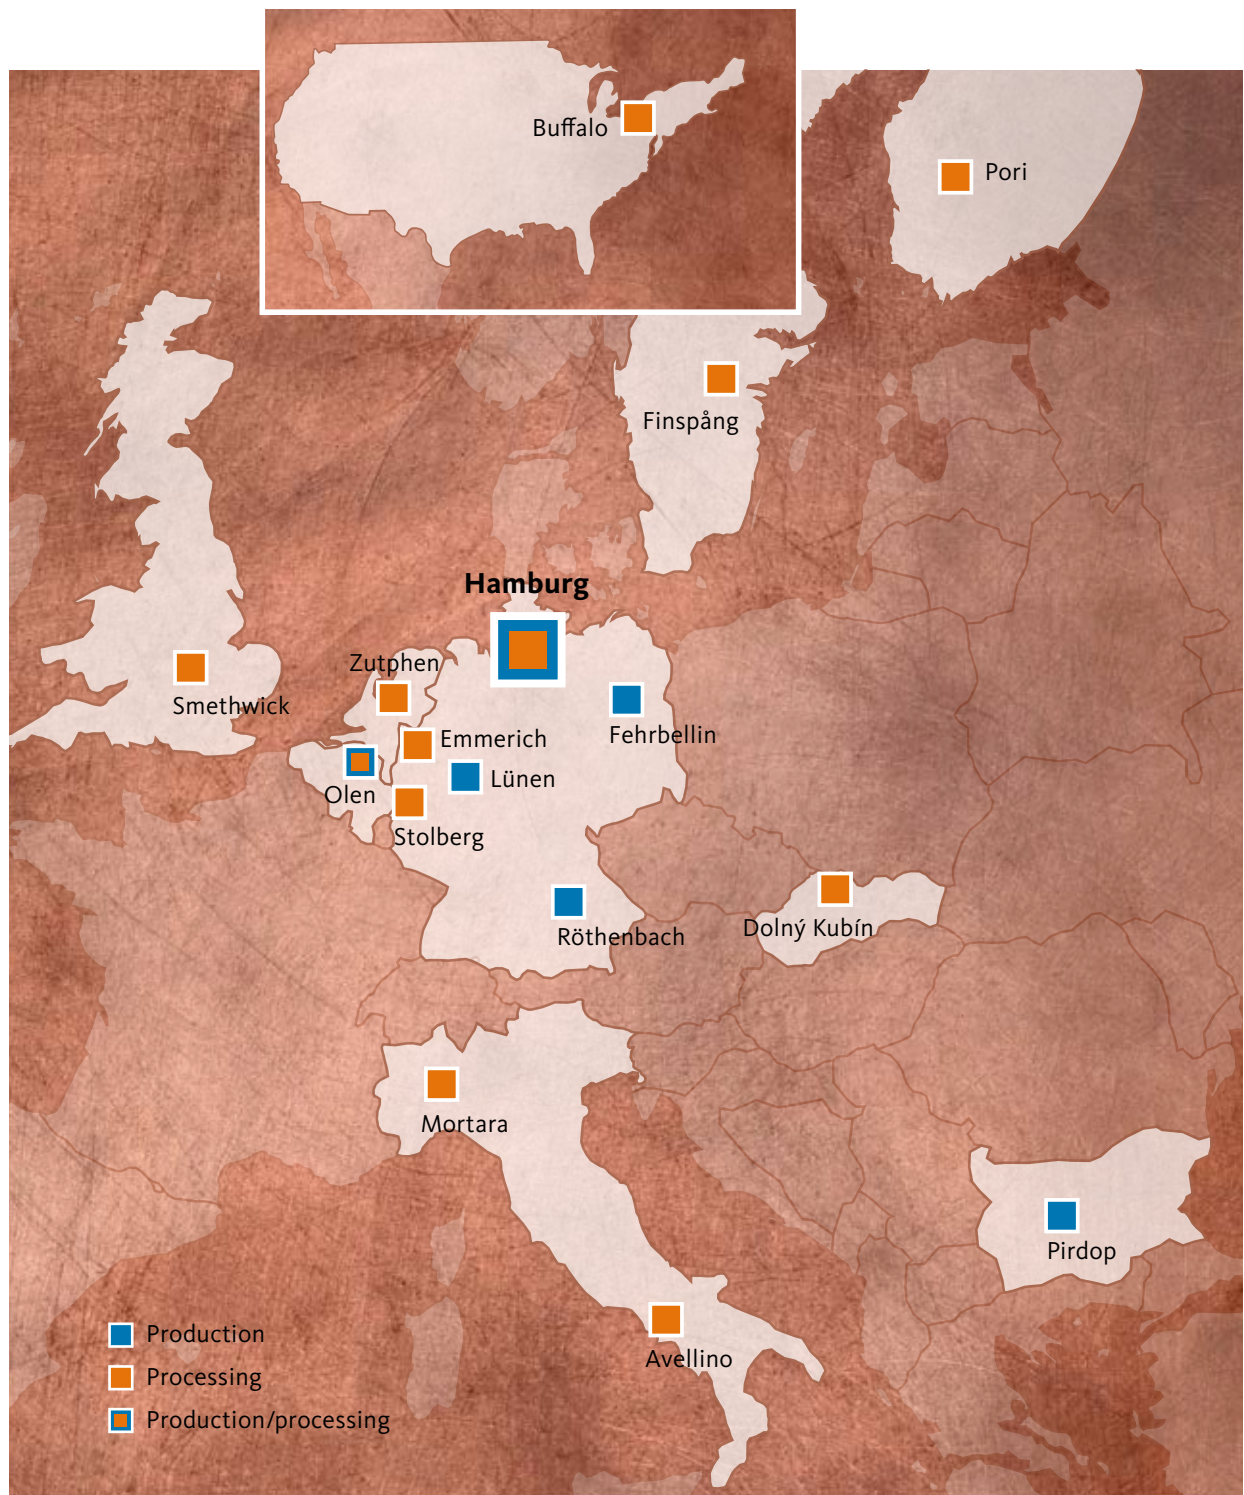 Buffalo
Pori
Finspång
Hamburg
Zutphen
Smethwick
Emmerich
Fehrbellin
Lünen
Olen
Stolberg
Dolný Kubín
Röthenbach
Mortara
Pirdop
Avellino
Production
Processing
Production/processing